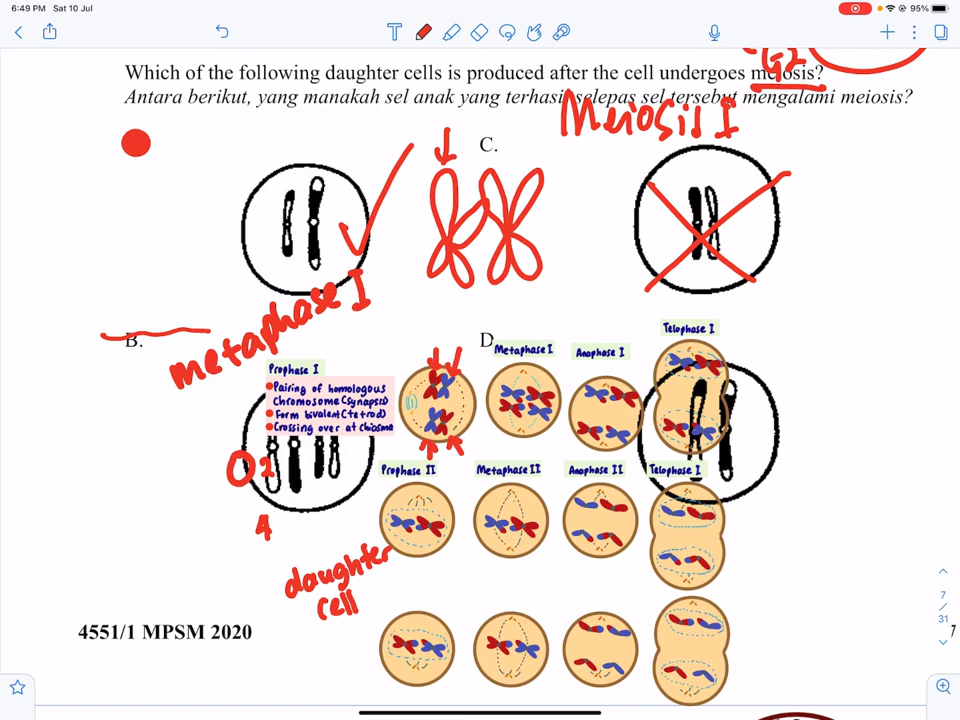 6:49 PM Sat 10 Jul
95%
G2
Which of the following daughter cells is produced after the cell undergoes meiosis?
Antara berikut, yang manakah sel anak yang terhasil selepas sel tersebut mengalami meiosis?
Meiosis I
C.
metaphase I
B.
D.
Prophase I
Pairing of homologous
chromosome (synapsis)
Form bivalent (tetrad)
Crossing over at chiasma
Metaphase I
Anaphase I
Telophase I
Prophase II
Metaphase II
Anaphase II
Telophase I
4
daughter
cell
4551/1 MPSM 2020
7
/
31
7